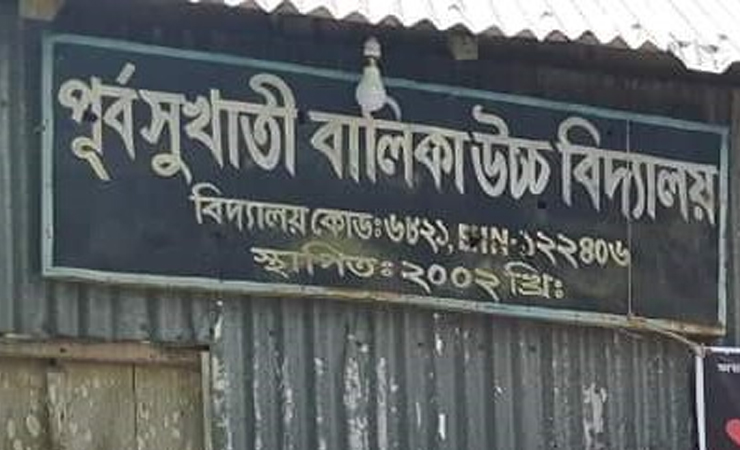 পূর্ব সুখাতী বালিকা উচ্চ বিদ্যালয়
বিদ্যালয় কোডঃ ৬৮২১, EIIN-১২২৪০৬
স্থাপিতঃ ২০০২ খ্রিঃ